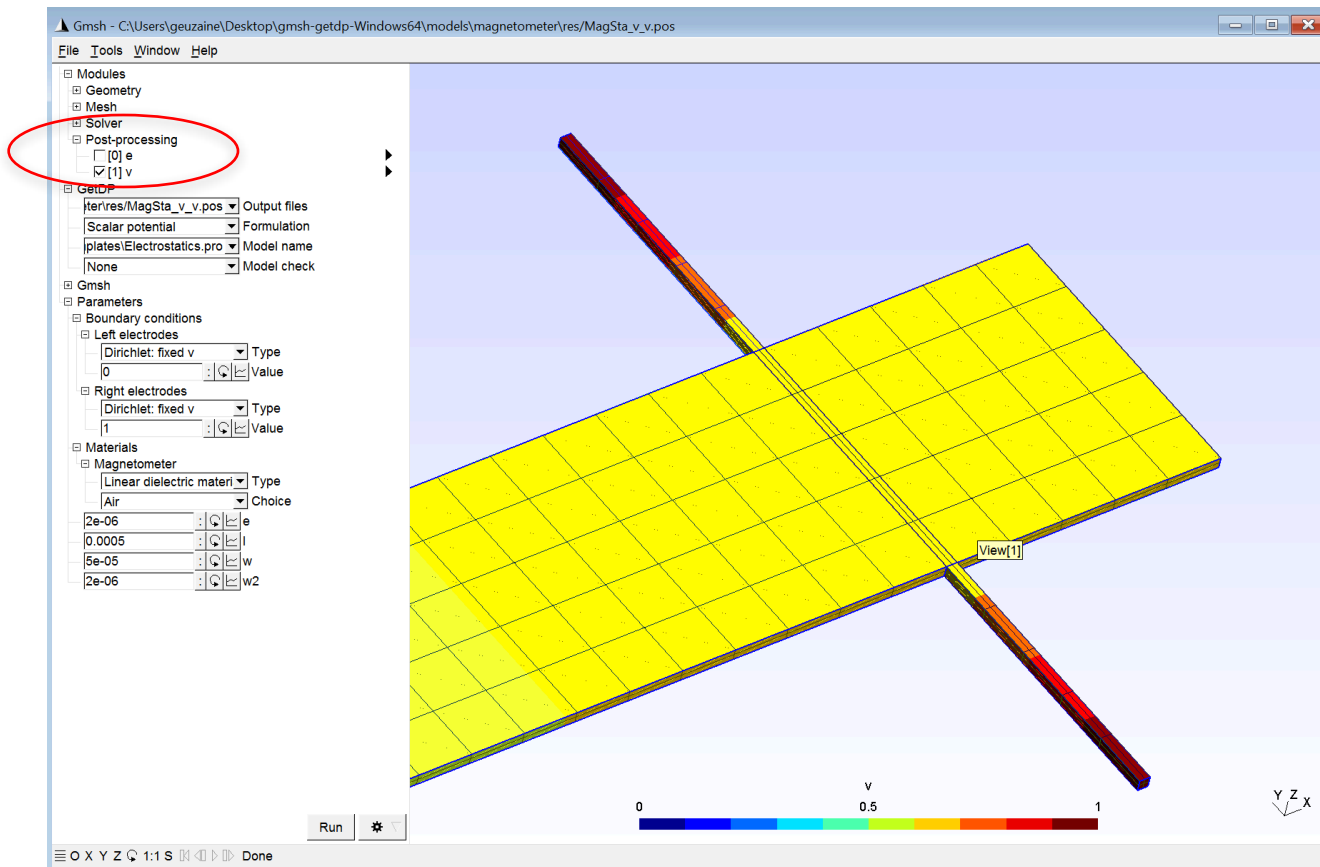 Gmsh - C:\Users\geuzaine\Desktop\gmsh-getdp-Windows64\models\magnetometer\res/MagSta_v_v.pos
File Tools Window Help
Modules
Geometry
Mesh
Solver
Post-processing
[0] e
[1] v
GetDP
ter\res/MagSta_v_v.pos Output files
Scalar potential Formulation
plates\Electrostatics.pro Model name
None Model check
Gmsh
Parameters
Boundary conditions
Left electrodes
Dirichlet: fixed v Type
0 : Value
Right electrodes
Dirichlet: fixed v Type
1 : Value
Materials
Magnetometer
Linear dielectric materi Type
Air Choice
2e-06 : e
0.0005 : l
5e-05 : w
2e-06 : w2
View[1]
v
0 0.5 1
Y Z X
Run
O X Y Z 1:1 S Done